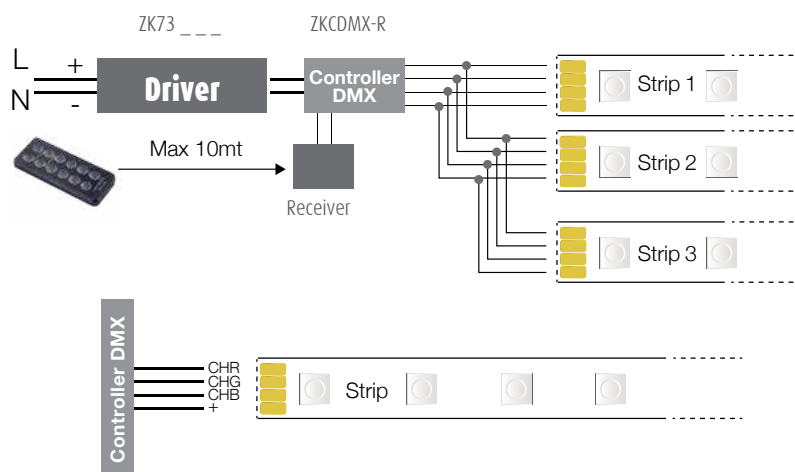 ZK73 _ _ _
ZKCDMX-R
L
+
N
-
Driver
Controller
DMX
Strip 1
Max 10mt
Receiver
Strip 2
Strip 3
Controller DMX
CHR
CHG
CHB
+
Strip